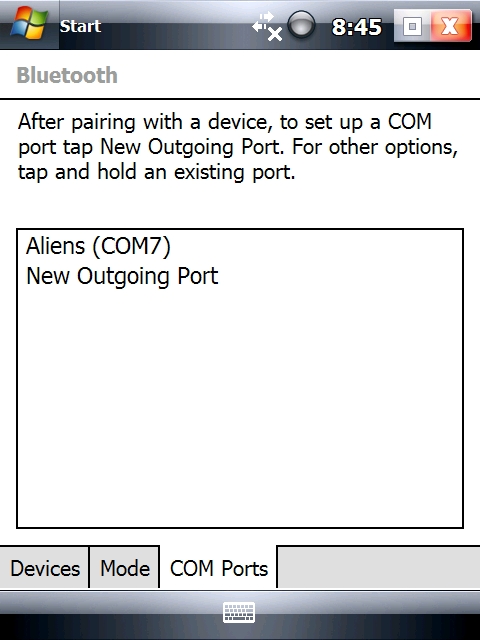 Start
8:45
X
Bluetooth
After pairing with a device, to set up a COM
port tap New Outgoing Port. For other options,
tap and hold an existing port.
Aliens (COM7)
New Outgoing Port
Devices Mode COM Ports